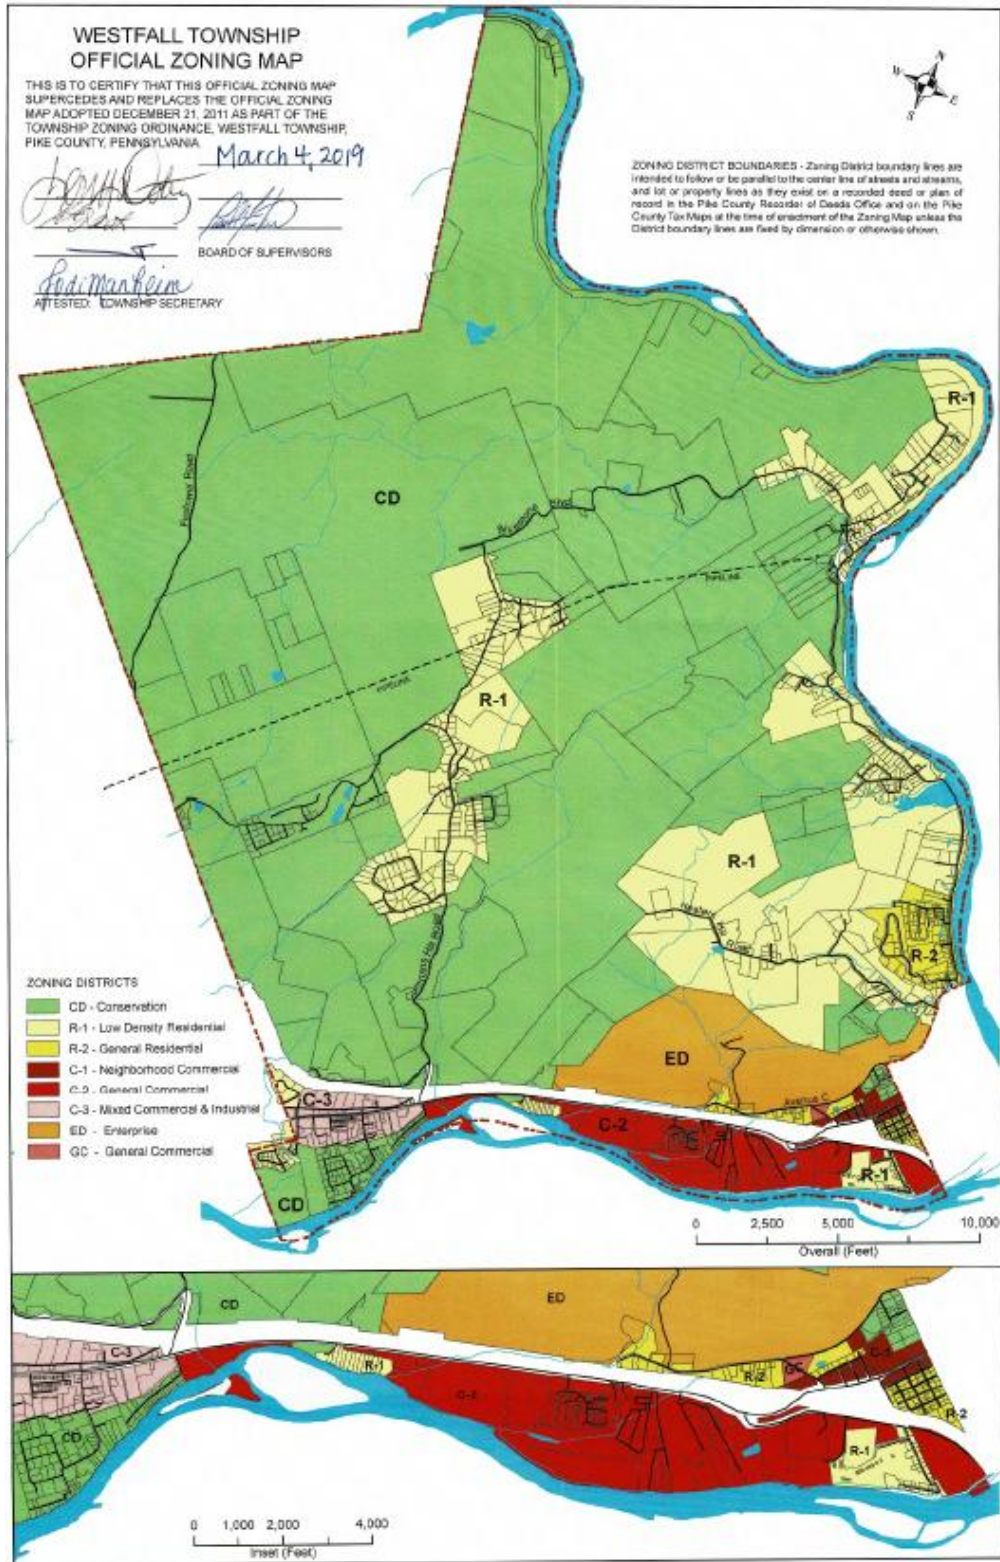 WESTFALL TOWNSHIP
OFFICIAL ZONING MAP
THIS IS TO CERTIFY THAT THIS OFFICIAL ZONING MAP
SUPERCEDES AND REPLACES THE OFFICIAL ZONING
MAP ADOPTED DECEMBER 21, 2011 AS PART OF THE
TOWNSHIP ZONING ORDINANCE, WESTFALL TOWNSHIP,
PIKE COUNTY, PENNSYLVANIA
March 4, 2019
BOARD OF SUPERVISORS
Jodi Manheim
ATTESTED: TOWNSHIP SECRETARY
N
W
E
S
ZONING DISTRICT BOUNDARIES - Zoning District boundary lines are
intended to follow or be parallel to the center line of streets and streams,
and lot or property lines as they exist on a recorded deed or plan of
record in the Pike County Recorder of Deeds Office and on the Pike
County Tax Maps at the time of enactment of the Zoning Map unless the
District boundary lines are fixed by dimension or otherwise shown.
R-1
CD
Road
PIPELINE
R-1
PIPELINE
R-1
R-2
Road
ZONING DISTRICTS
CD - Conservation
R-1 - Low Density Residential
R-2 - General Residential
C-1 - Neighborhood Commercial
C-2 - General Commercial
C-3 - Mixed Commercial & Industrial
ED - Enterprise
GC - General Commercial
ED
C-3
Avenue C
C-2
R-1
CD
0 2,500 5,000 10,000
Overall (Feet)
CD
ED
C-3
R-1
R-2
GC
C-1
C-2
R-2
CD
R-1
0 1,000 2,000 4,000
Inset (Feet)